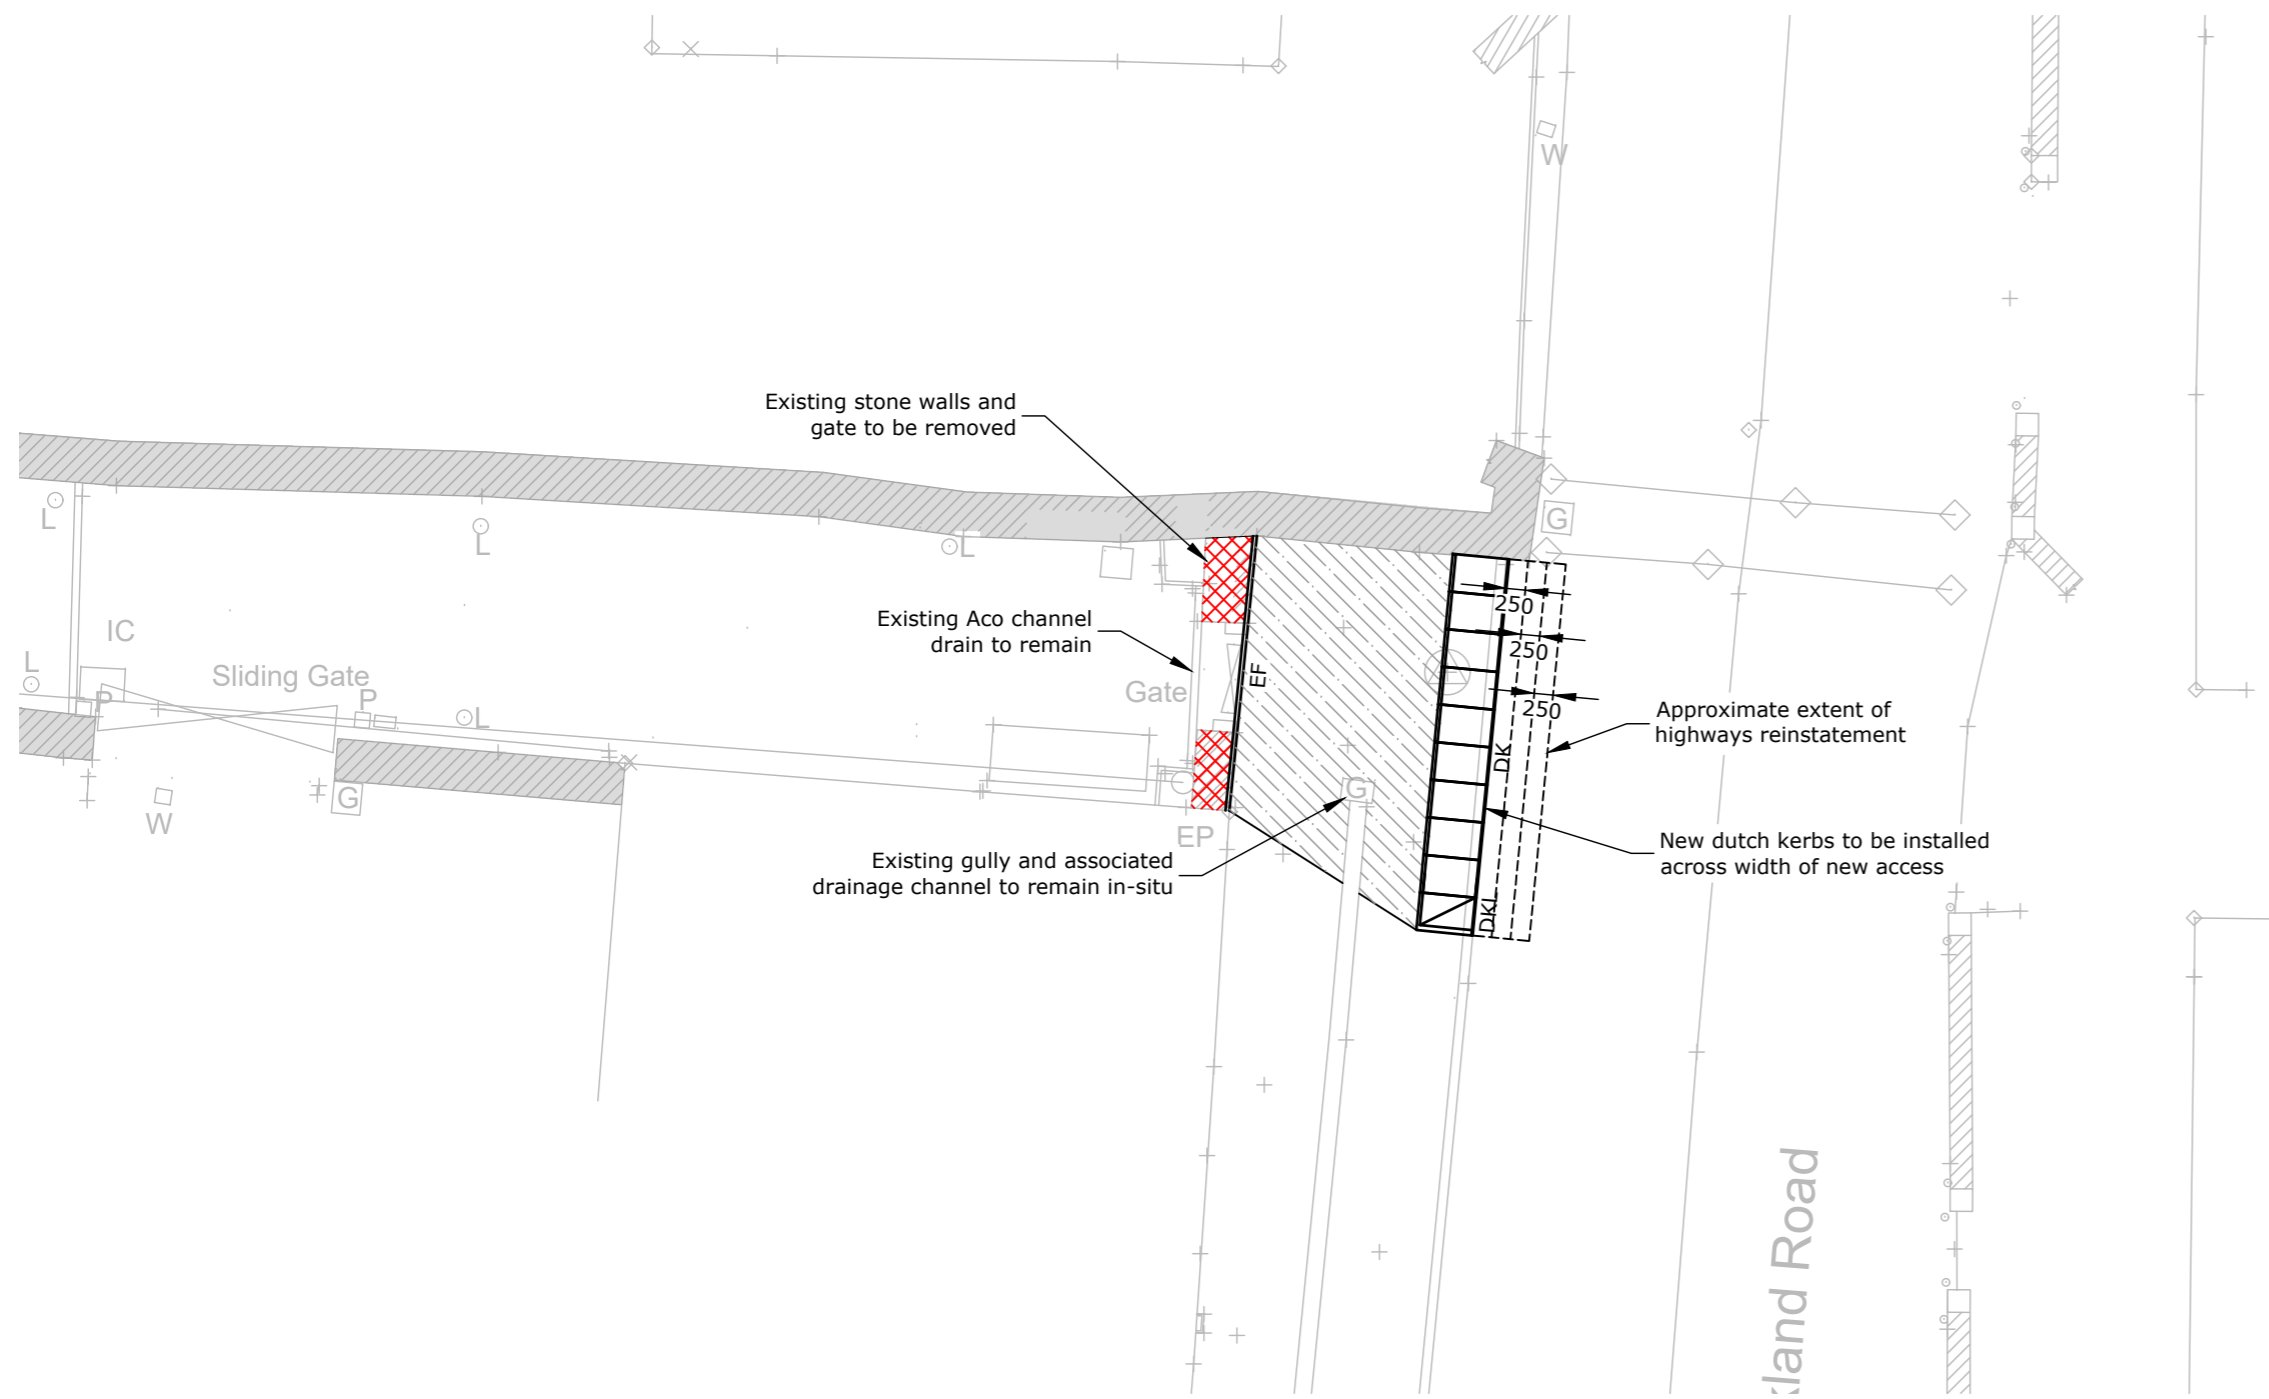 W
Existing stone walls and
gate to be removed
G
L
L
L
250
Existing Aco channel
drain to remain
IC
250
L
Sliding Gate
EF
Gate
P
P
L
250
Approximate extent of
highways reinstatement
DK
G
G
W
EP
New dutch kerbs to be installed
across width of new access
Existing gully and associated
drainage channel to remain in-situ
DKL
kland Road